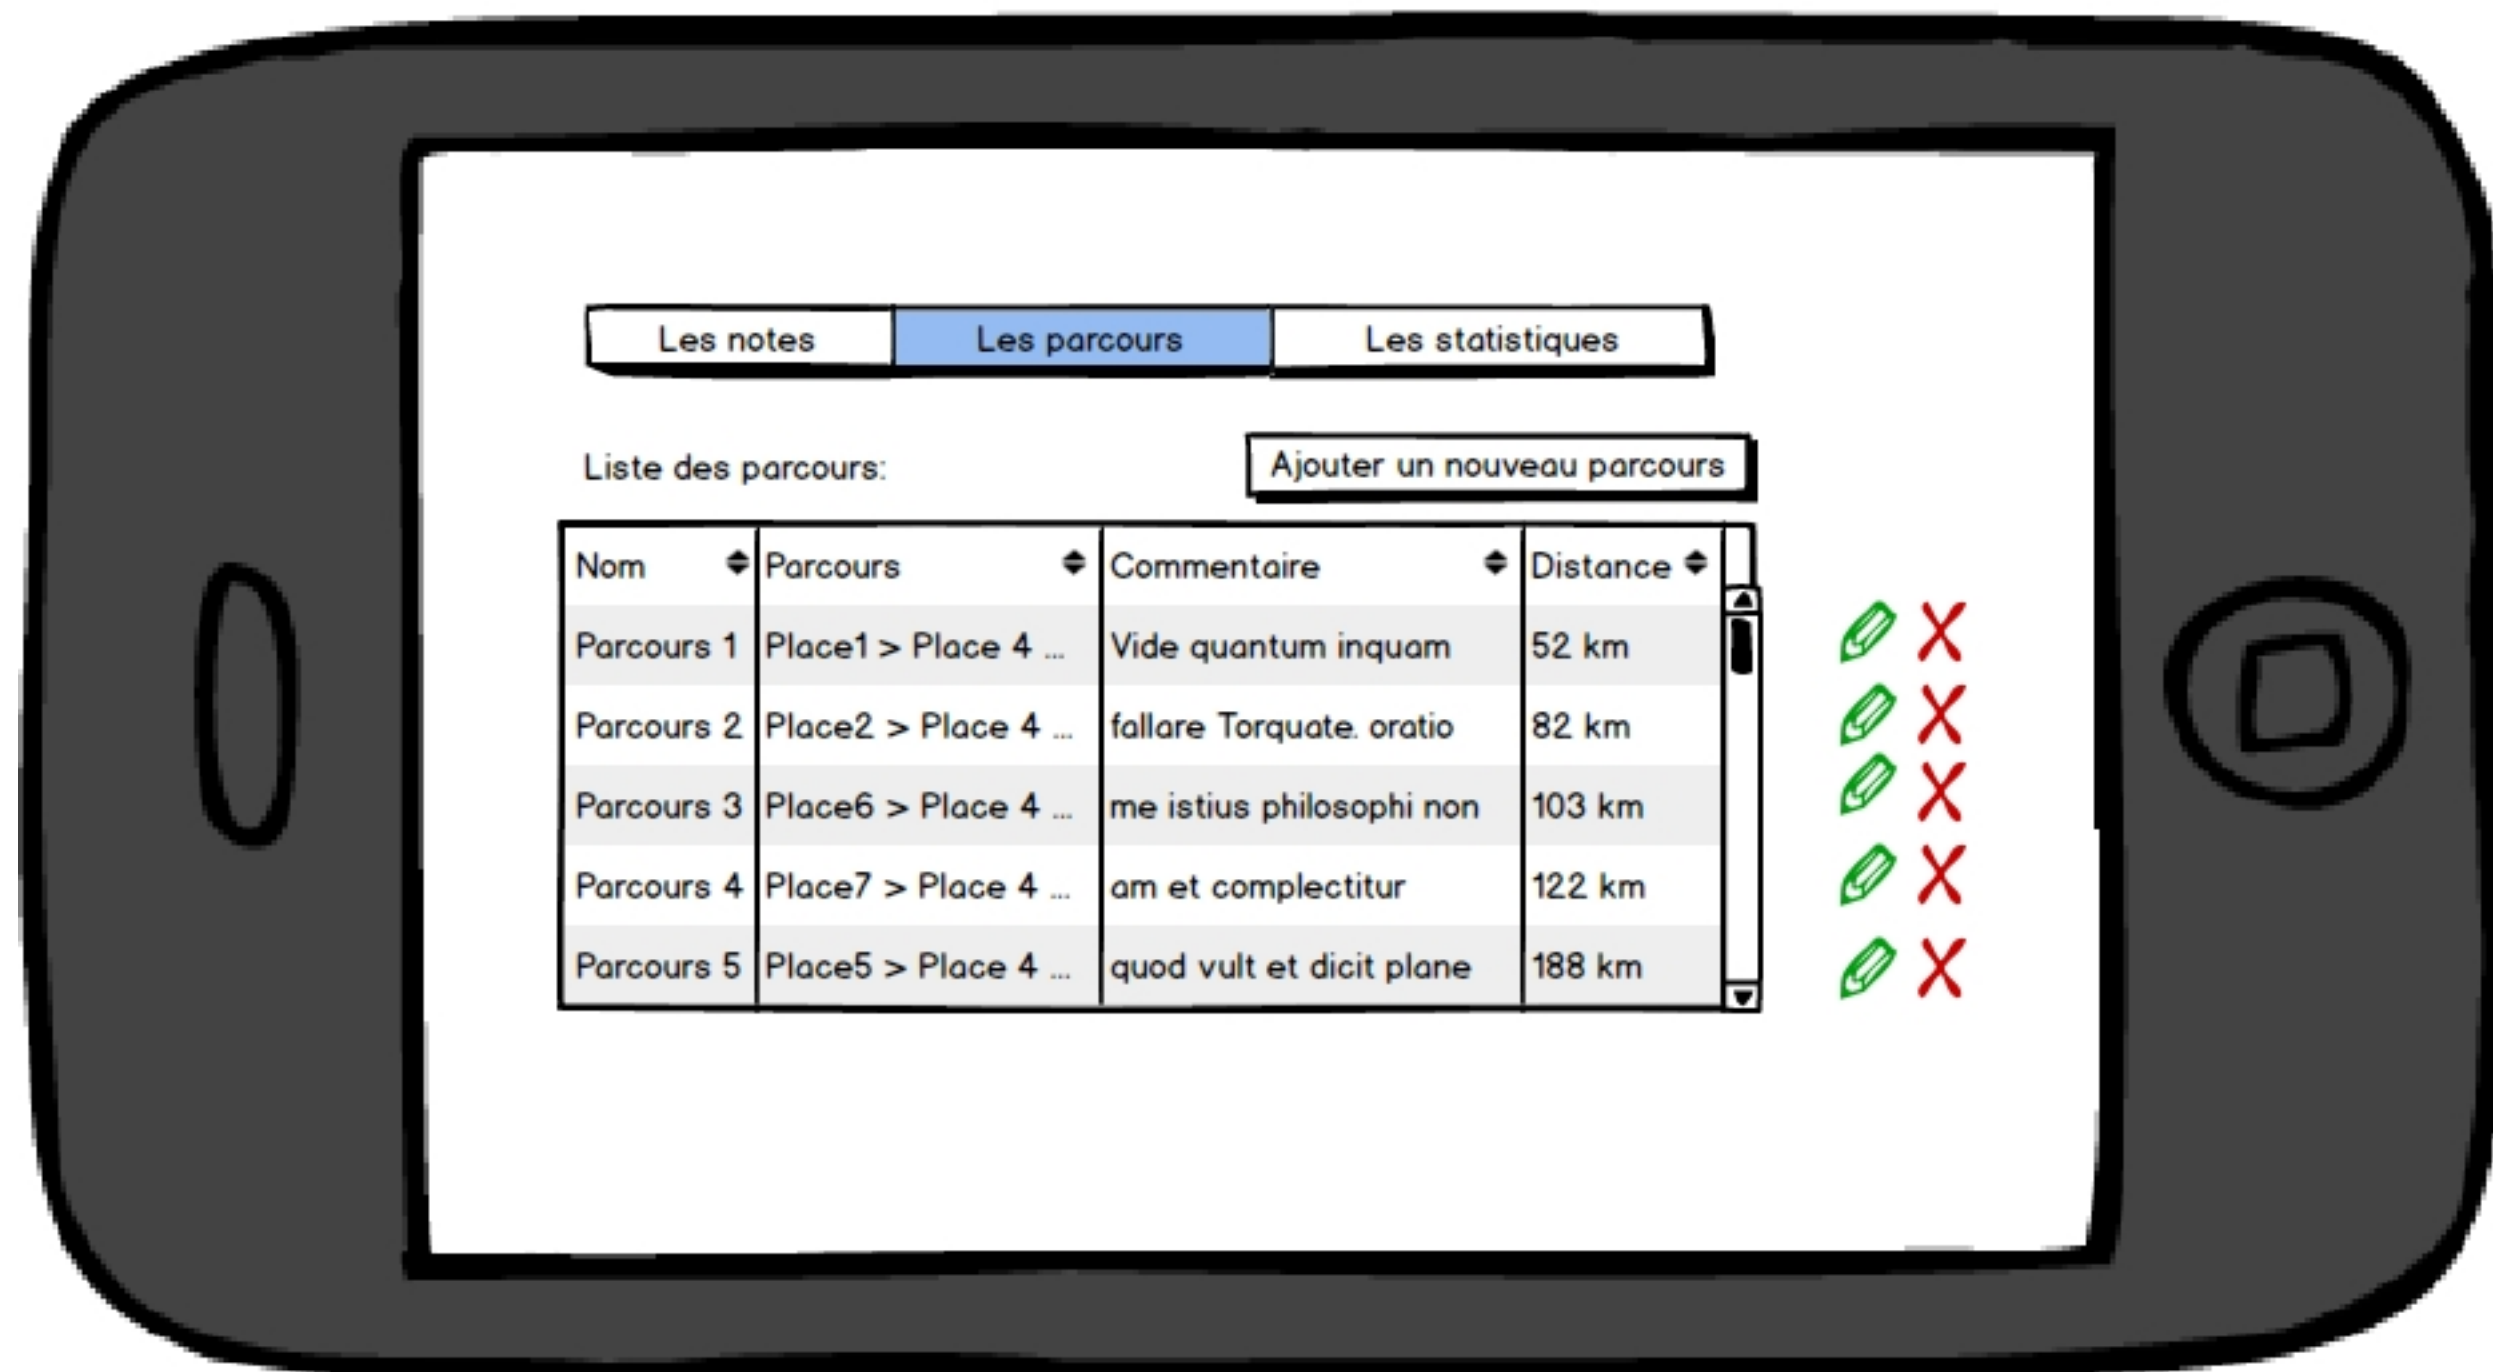 Les notes Les parcours Les statistiques
Liste des parcours: Ajouter un nouveau parcours
Nom Parcours Commentaire Distance
Parcours 1 Place1 > Place 4 ... Vide quantum inquam 52 km
Parcours 2 Place2 > Place 4 ... fallare Torquate. oratio 82 km
Parcours 3 Place6 > Place 4 ... me istius philosophi non 103 km
Parcours 4 Place7 > Place 4 ... am et complectitur 122 km
Parcours 5 Place5 > Place 4 ... quod vult et dicit plane 188 km